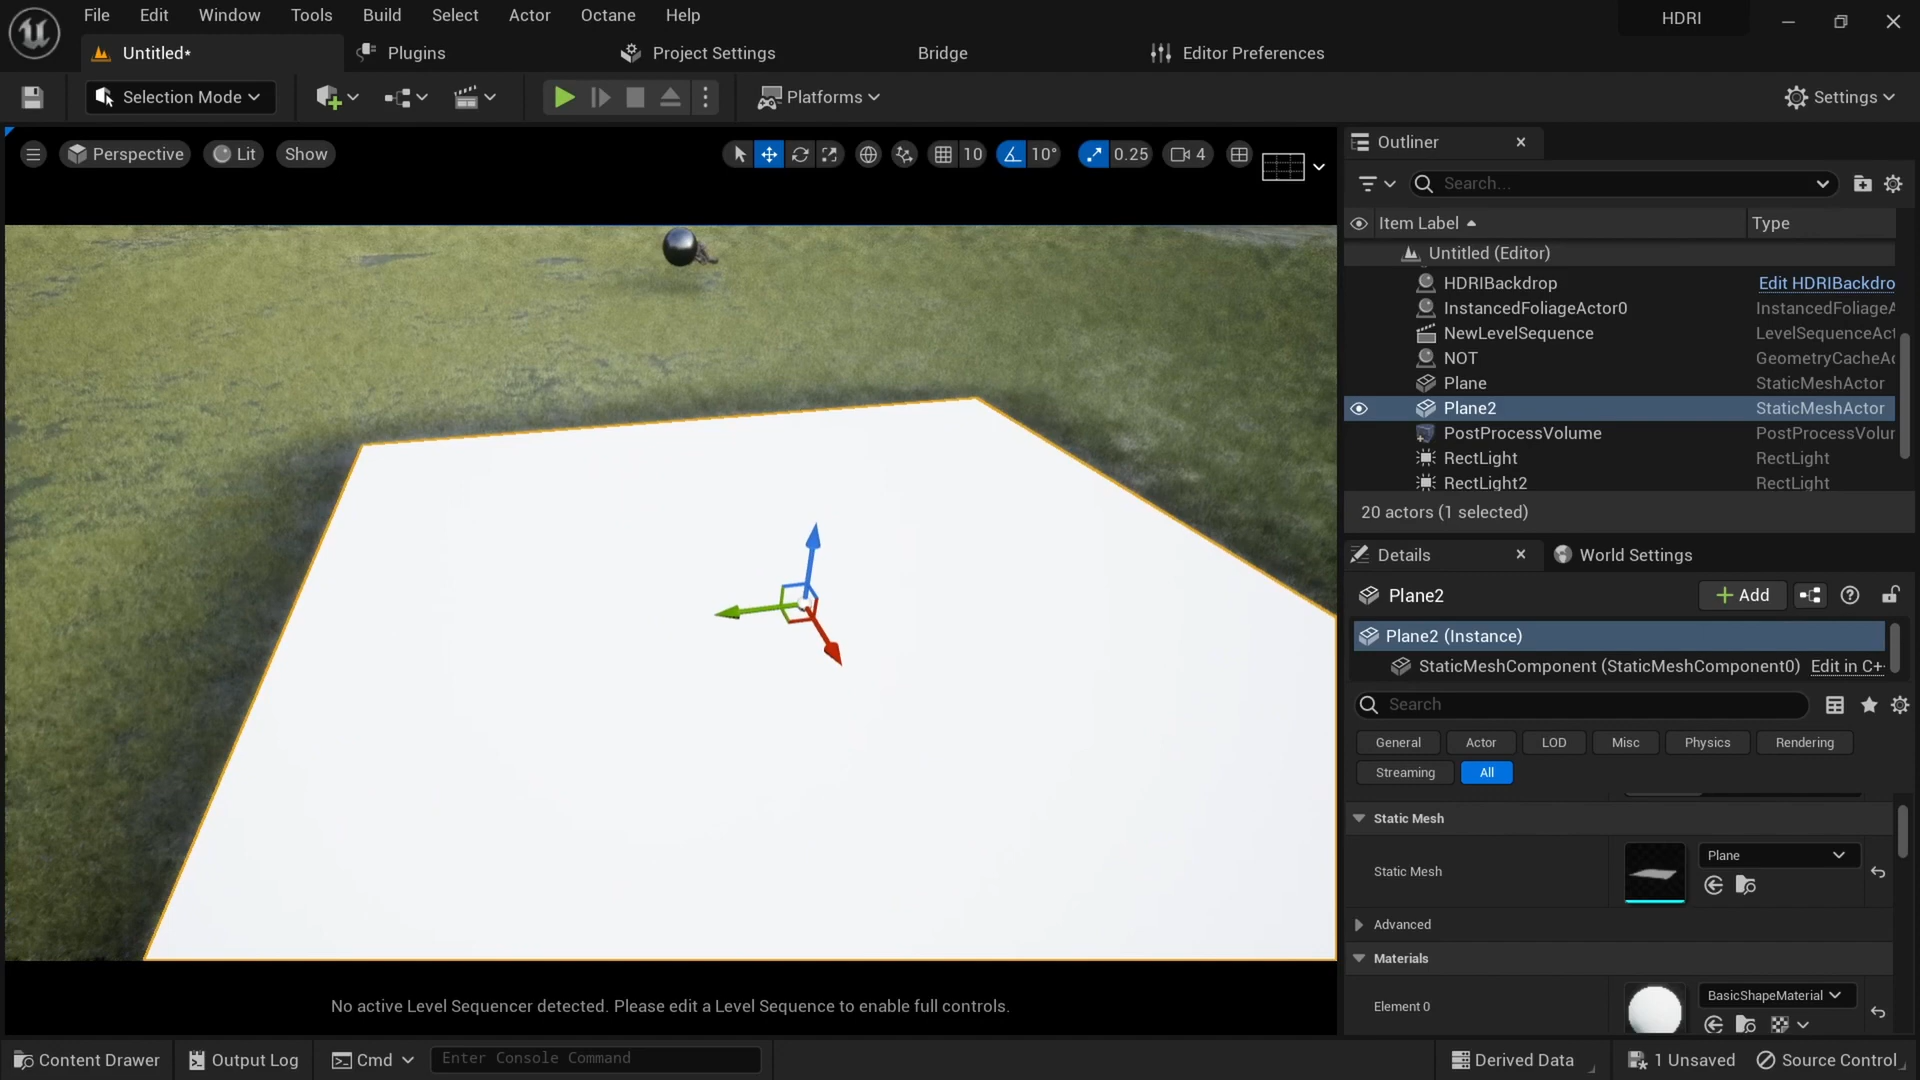 File Edit Window Tools Build Select Actor Octane Help
HDRI
Untitled*
Plugins
Project Settings
Bridge
Editor Preferences
Selection Mode
Platforms
Settings
Perspective
Lit
Show
10
10°
0.25
4
Outliner
Search...
Item Label
Type
Untitled (Editor)
HDRIBackdrop Edit HDRIBackdro
InstancedFoliageActor0 InstancedFoliageA
NewLevelSequence LevelSequenceAct
NOT GeometryCacheAc
Plane StaticMeshActor
Plane2 StaticMeshActor
PostProcessVolume PostProcessVolur
RectLight RectLight
RectLight2 RectLight
20 actors (1 selected)
Details
World Settings
Plane2
Add
Plane2 (Instance)
StaticMeshComponent (StaticMeshComponent0) Edit in C+
Search
General Actor LOD Misc Physics Rendering
Streaming All
Static Mesh
Static Mesh
Plane
Advanced
Materials
Element 0
BasicShapeMaterial
No active Level Sequencer detected. Please edit a Level Sequence to enable full controls.
Content Drawer
Output Log
Cmd
Enter Console Command
Derived Data
1 Unsaved
Source Control